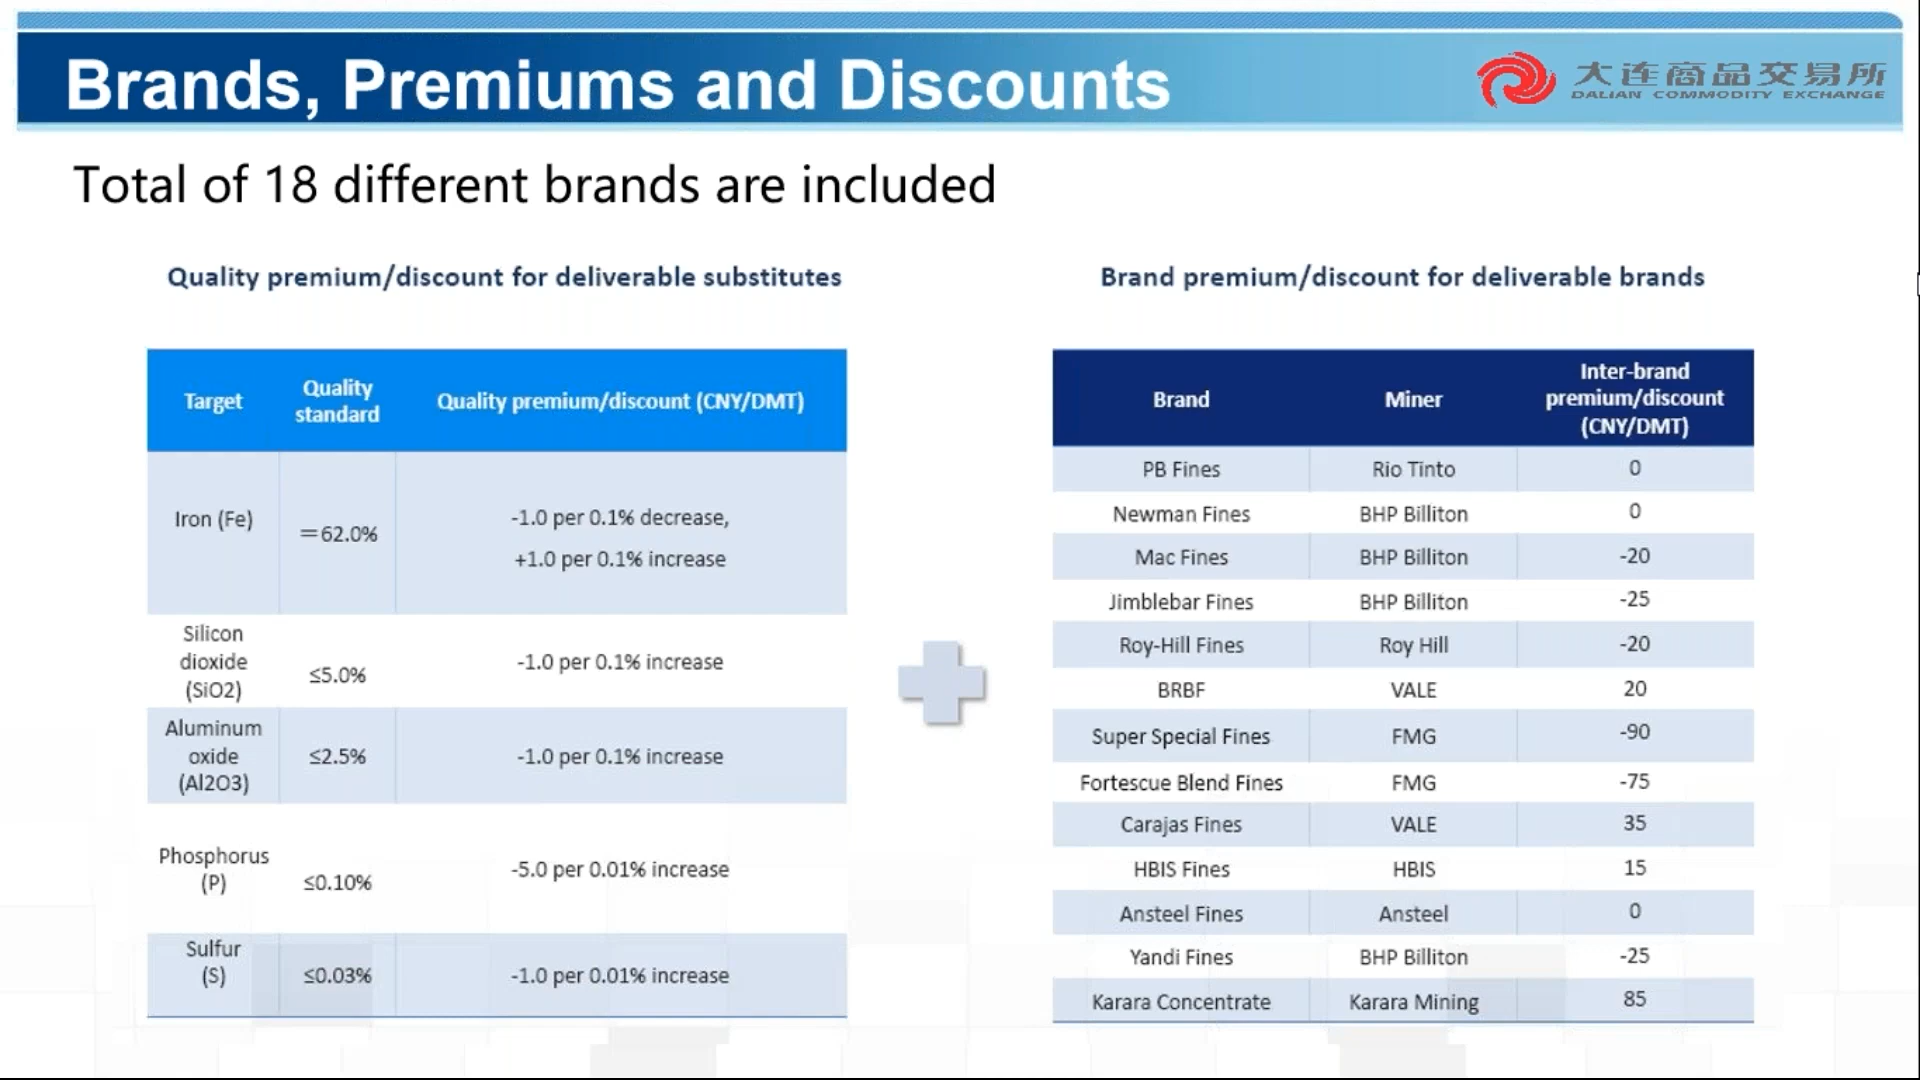 Brands, Premiums and Discounts
大连商品交易所
DALIAN COMMODITY EXCHANGE
Total of 18 different brands are included
Quality premium/discount for deliverable substitutes
Target Quality standard Quality premium/discount (CNY/DMT)
Iron (Fe) =62.0% -1.0 per 0.1% decrease,
+1.0 per 0.1% increase
Silicon
dioxide
(SiO2) ≤5.0% -1.0 per 0.1% increase
Aluminum
oxide
(Al2O3) ≤2.5% -1.0 per 0.1% increase
Phosphorus
(P) ≤0.10% -5.0 per 0.01% increase
Sulfur
(S) ≤0.03% -1.0 per 0.01% increase
Brand premium/discount for deliverable brands
Brand Miner Inter-brand premium/discount (CNY/DMT)
PB Fines Rio Tinto 0
Newman Fines BHP Billiton 0
Mac Fines BHP Billiton -20
Jimblebar Fines BHP Billiton -25
Roy-Hill Fines Roy Hill -20
BRBF VALE 20
Super Special Fines FMG -90
Fortescue Blend Fines FMG -75
Carajas Fines VALE 35
HBIS Fines HBIS 15
Ansteel Fines Ansteel 0
Yandi Fines BHP Billiton -25
Karara Concentrate Karara Mining 85